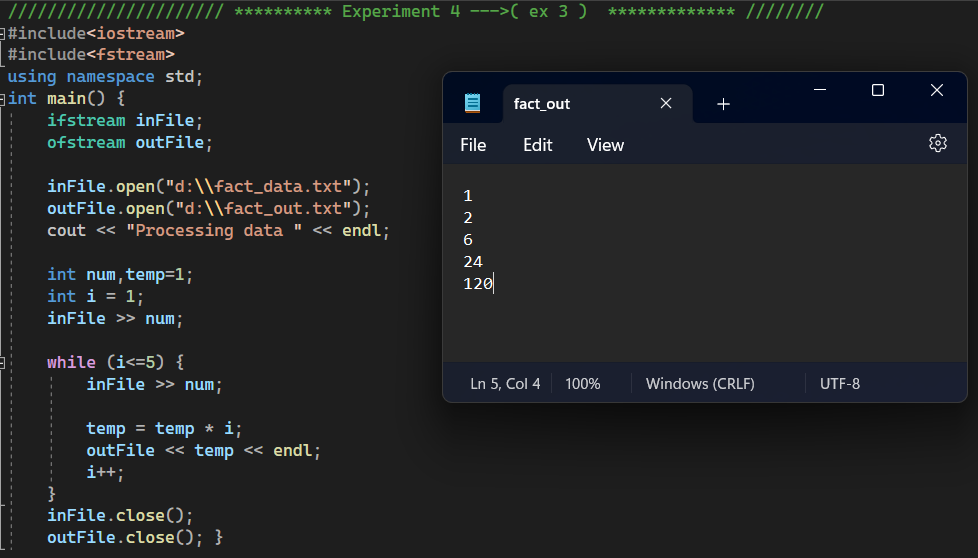 ////////////////////// ********** Experiment 4 --->( ex 3 )  ************* ////////
#include<iostream>
#include<fstream>
using namespace std;
int main() {
    ifstream inFile;
    ofstream outFile;

    inFile.open("d:\\fact_data.txt");
    outFile.open("d:\\fact_out.txt");
    cout << "Processing data " << endl;

    int num,temp=1;
    int i = 1;
    inFile >> num;

    while (i<=5) {
        inFile >> num;

        temp = temp * i;
        outFile << temp << endl;
        i++;
    }
    inFile.close();
    outFile.close(); }
fact_out
File Edit View
1
2
6
24
120
Ln 5, Col 4 100% Windows (CRLF) UTF-8